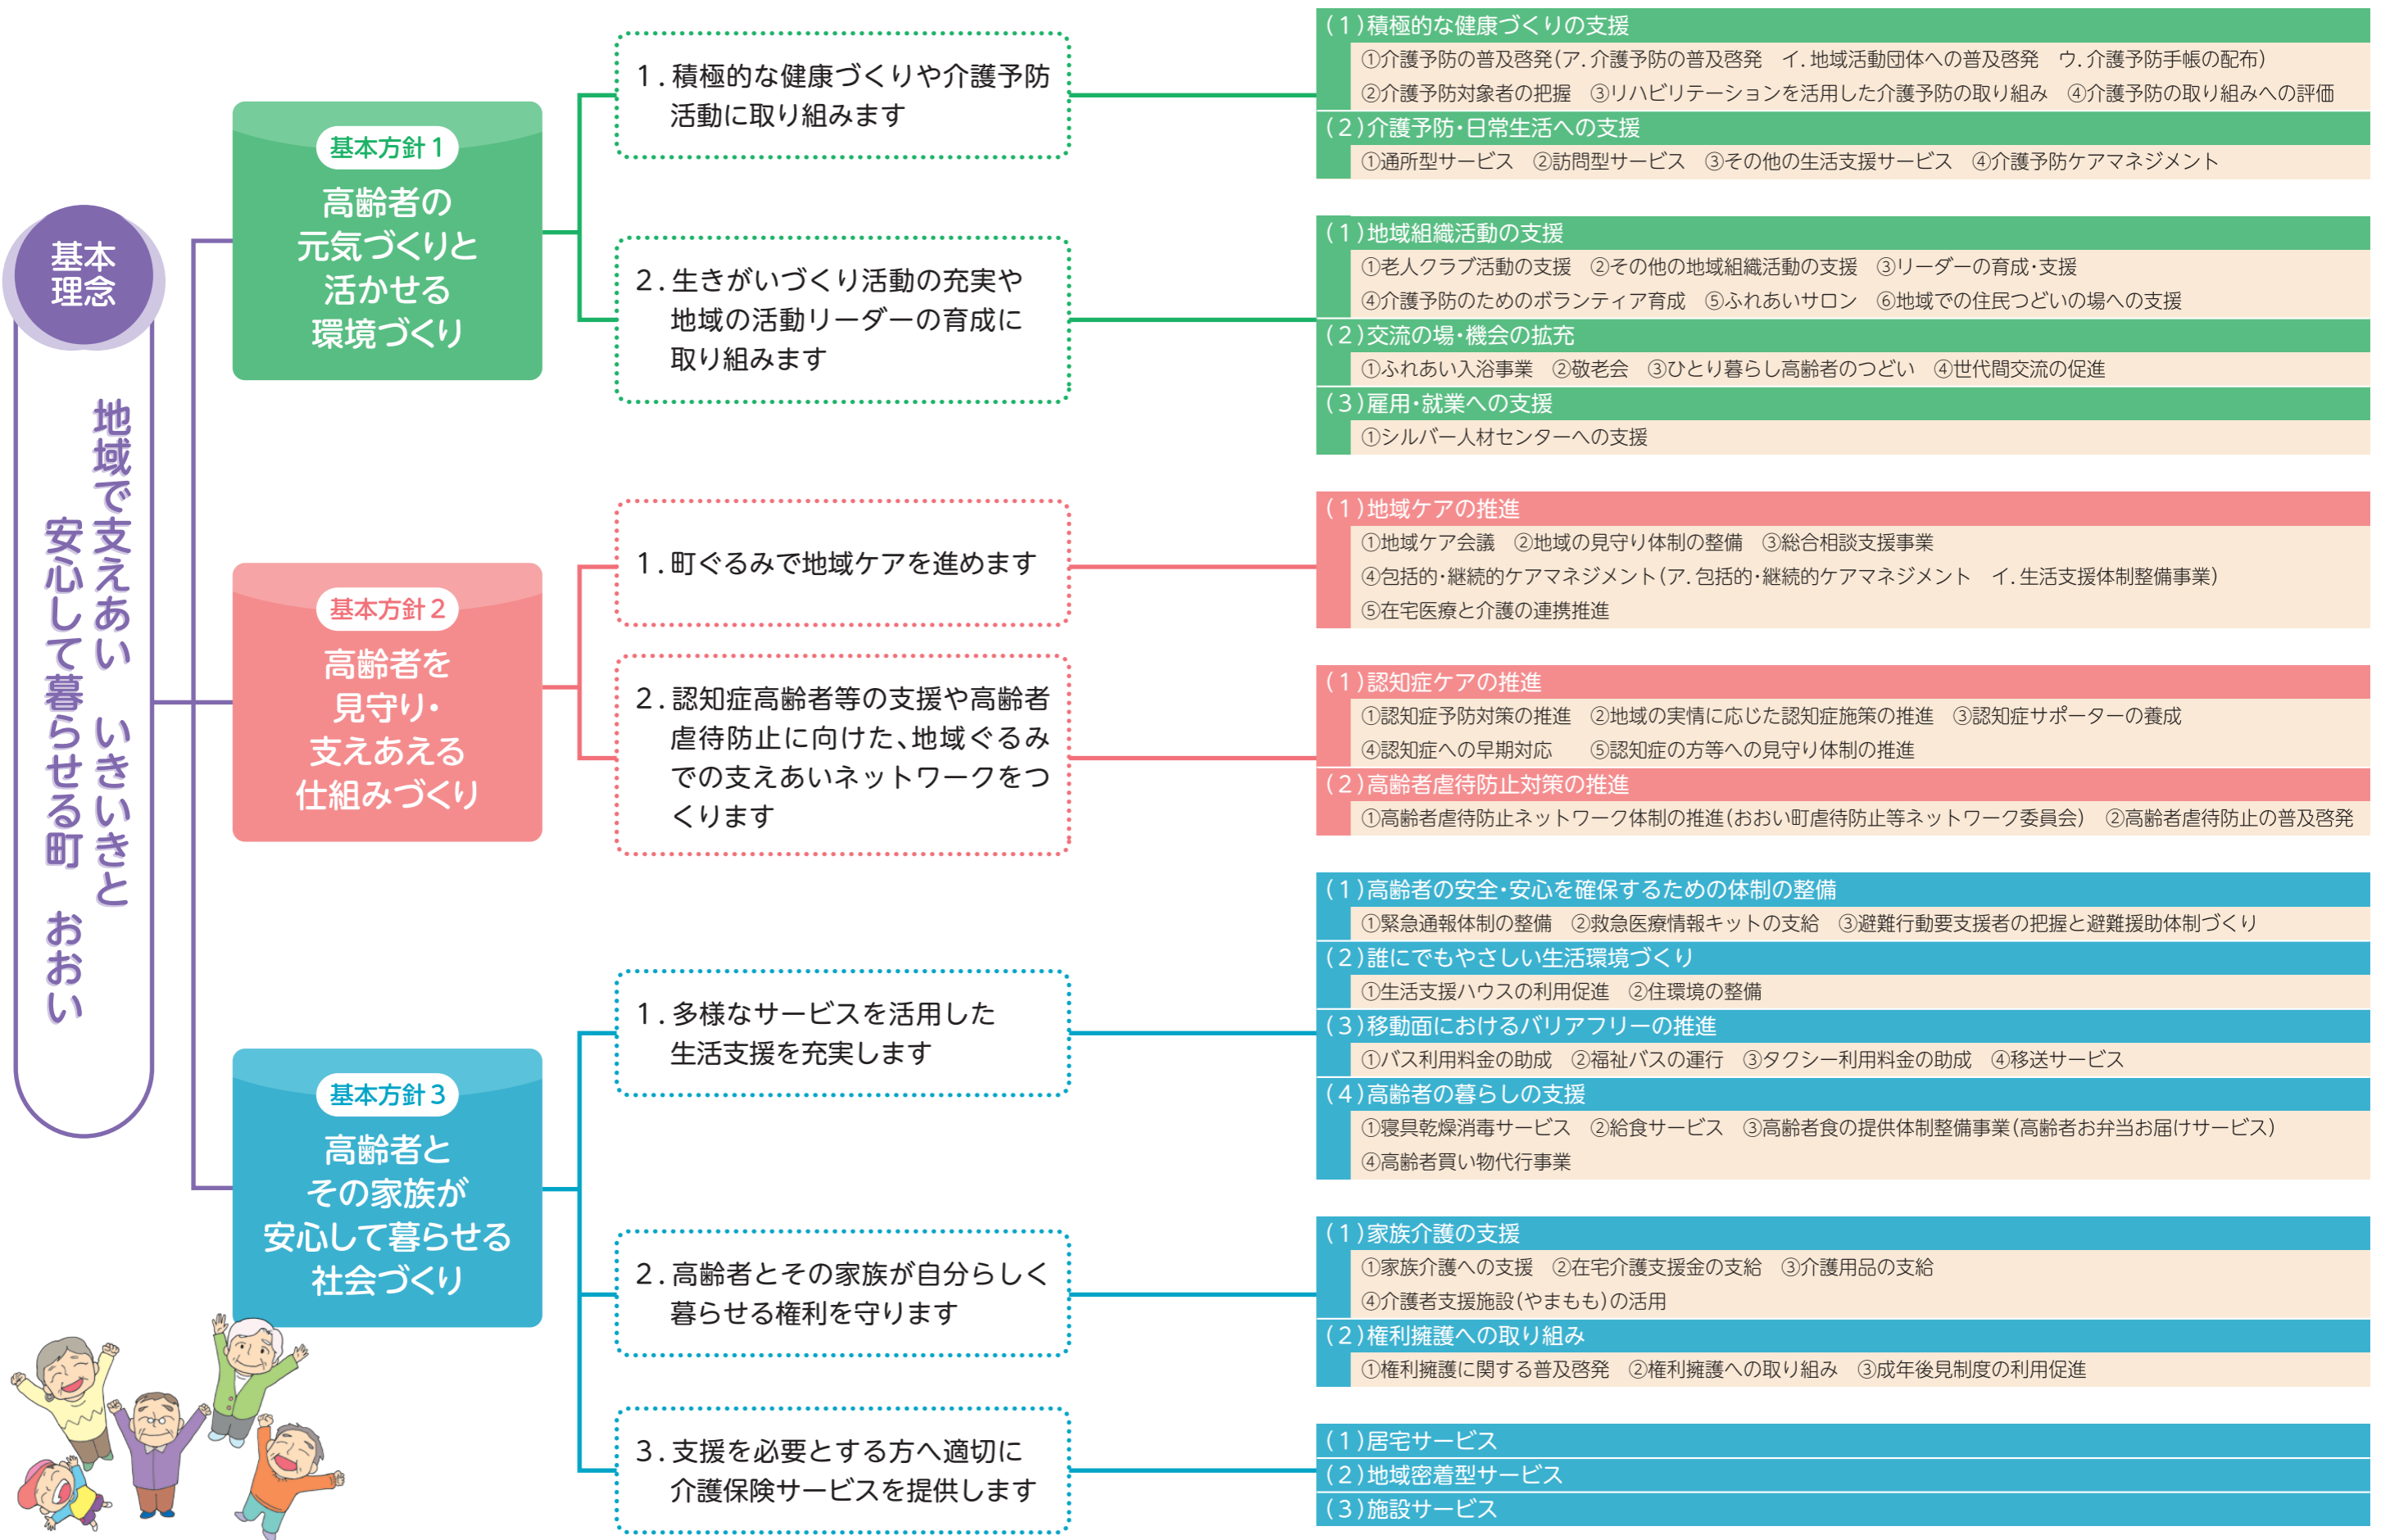 基本
理念
地域で支えあい　いきいきと
安心して暮らせる町　おおい
基本方針1
高齢者の
元気づくりと
活かせる
環境づくり
1. 積極的な健康づくりや介護予防
活動に取り組みます
(1)積極的な健康づくりの支援
①介護予防の普及啓発(ア.介護予防の普及啓発　イ.地域活動団体への普及啓発　ウ.介護予防手帳の配布)
②介護予防対象者の把握　③リハビリテーションを活用した介護予防の取り組み　④介護予防の取り組みへの評価
(2)介護予防・日常生活への支援
①通所型サービス　②訪問型サービス　③その他の生活支援サービス　④介護予防ケアマネジメント
2. 生きがいづくり活動の充実や
地域の活動リーダーの育成に
取り組みます
(1)地域組織活動の支援
①老人クラブ活動の支援　②その他の地域組織活動の支援　③リーダーの育成・支援
④介護予防のためのボランティア育成　⑤ふれあいサロン　⑥地域での住民つどいの場への支援
(2)交流の場・機会の拡充
①ふれあい入浴事業　②敬老会　③ひとり暮らし高齢者のつどい　④世代間交流の促進
(3)雇用・就業への支援
①シルバー人材センターへの支援
基本方針2
高齢者を
見守り・
支えあえる
仕組みづくり
1. 町ぐるみで地域ケアを進めます
(1)地域ケアの推進
①地域ケア会議　②地域の見守り体制の整備　③総合相談支援事業
④包括的・継続的ケアマネジメント(ア.包括的・継続的ケアマネジメント　イ.生活支援体制整備事業)
⑤在宅医療と介護の連携推進
2. 認知症高齢者等の支援や高齢者
虐待防止に向けた、地域ぐるみ
での支えあいネットワークをつ
くります
(1)認知症ケアの推進
①認知症予防対策の推進　②地域の実情に応じた認知症施策の推進　③認知症サポーターの養成
④認知症への早期対応　⑤認知症の方等への見守り体制の推進
(2)高齢者虐待防止対策の推進
①高齢者虐待防止ネットワーク体制の推進(おおい町虐待防止等ネットワーク委員会)　②高齢者虐待防止の普及啓発
基本方針3
高齢者と
その家族が
安心して暮らせる
社会づくり
1. 多様なサービスを活用した
生活支援を充実します
(1)高齢者の安全・安心を確保するための体制の整備
①緊急通報体制の整備　②救急医療情報キットの支給　③避難行動要支援者の把握と避難援助体制づくり
(2)誰にでもやさしい生活環境づくり
①生活支援ハウスの利用促進　②住環境の整備
(3)移動面におけるバリアフリーの推進
①バス利用料金の助成　②福祉バスの運行　③タクシー利用料金の助成　④移送サービス
(4)高齢者の暮らしの支援
①寝具乾燥消毒サービス　②給食サービス　③高齢者食の提供体制整備事業(高齢者お弁当お届けサービス)
④高齢者買い物代行事業
2. 高齢者とその家族が自分らしく
暮らせる権利を守ります
(1)家族介護の支援
①家族介護への支援　②在宅介護支援金の支給　③介護用品の支給
④介護者支援施設(やまもも)の活用
(2)権利擁護への取り組み
①権利擁護に関する普及啓発　②権利擁護への取り組み　③成年後見制度の利用促進
3. 支援を必要とする方へ適切に
介護保険サービスを提供します
(1)居宅サービス
(2)地域密着型サービス
(3)施設サービス